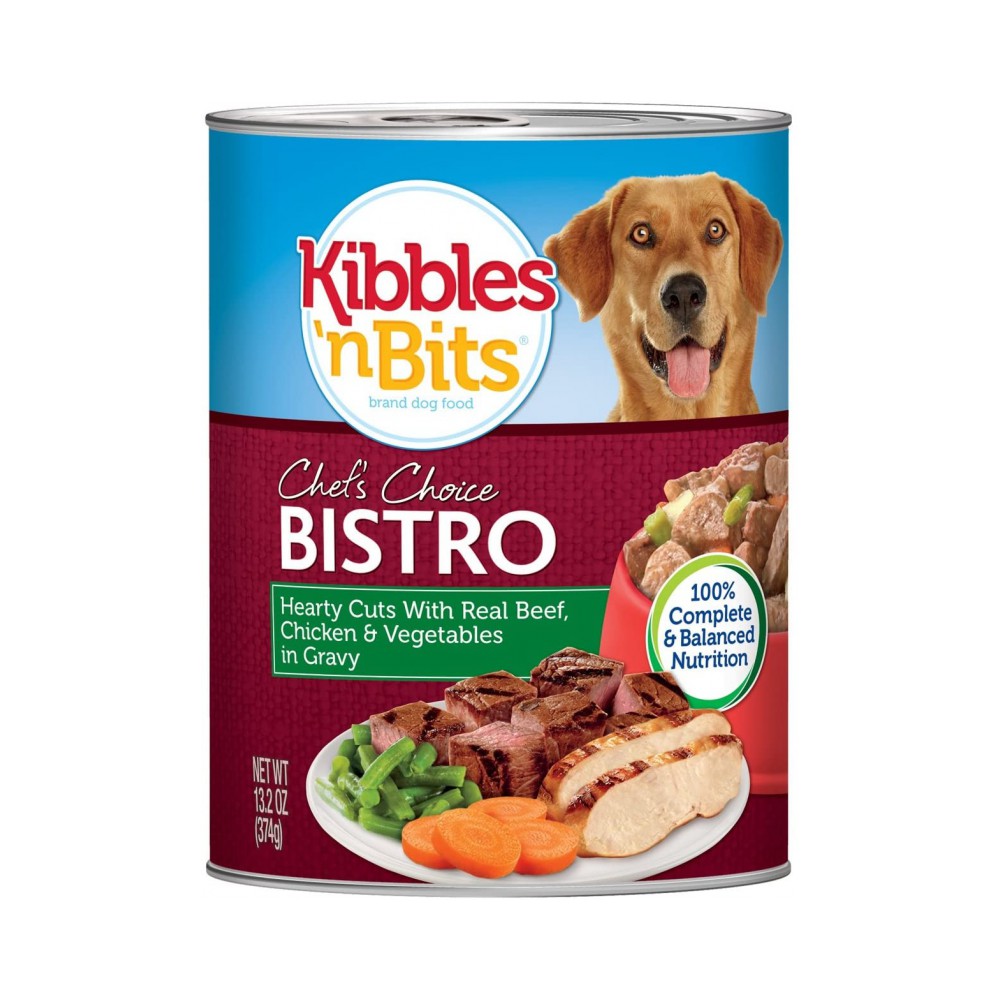 Kibbles
'n Bits®
brand dog food
Chef's Choice
BISTRO
Hearty Cuts With Real Beef,
Chicken & Vegetables
in Gravy
100%
Complete
& Balanced
Nutrition
NET WT
13.2 OZ
(374g)